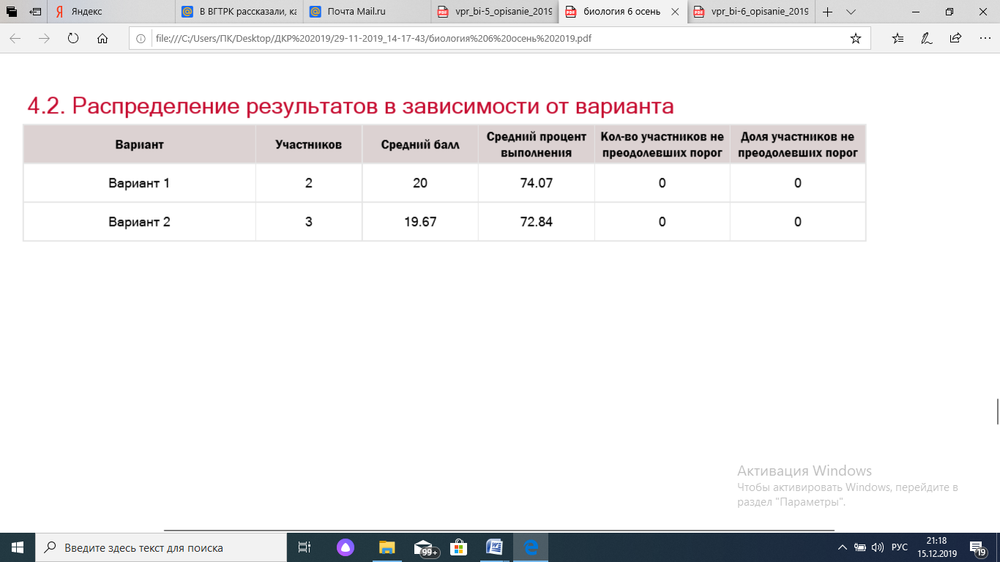 Яндекс
В ВГТРК рассказали, ка
Почта Mail.ru
vpr_bi-5_opisanie_2019
биология 6 осень
vpr_bi-6_opisanie_2019
file:///C:/Users/ПК/Desktop/ДКР%202019/29-11-2019_14-17-43/биология%206%20осень%202019.pdf
4.2. Распределение результатов в зависимости от варианта
Вариант Участников Средний балл Средний процент выполнения Кол-во участников не преодолевших порог Доля участников не преодолевших порог
Вариант 1 2 20 74.07 0 0
Вариант 2 3 19.67 72.84 0 0
Активация Windows
Чтобы активировать Windows, перейдите в
раздел "Параметры".
Введите здесь текст для поиска
99+
РУС
21:18
15.12.2019
19